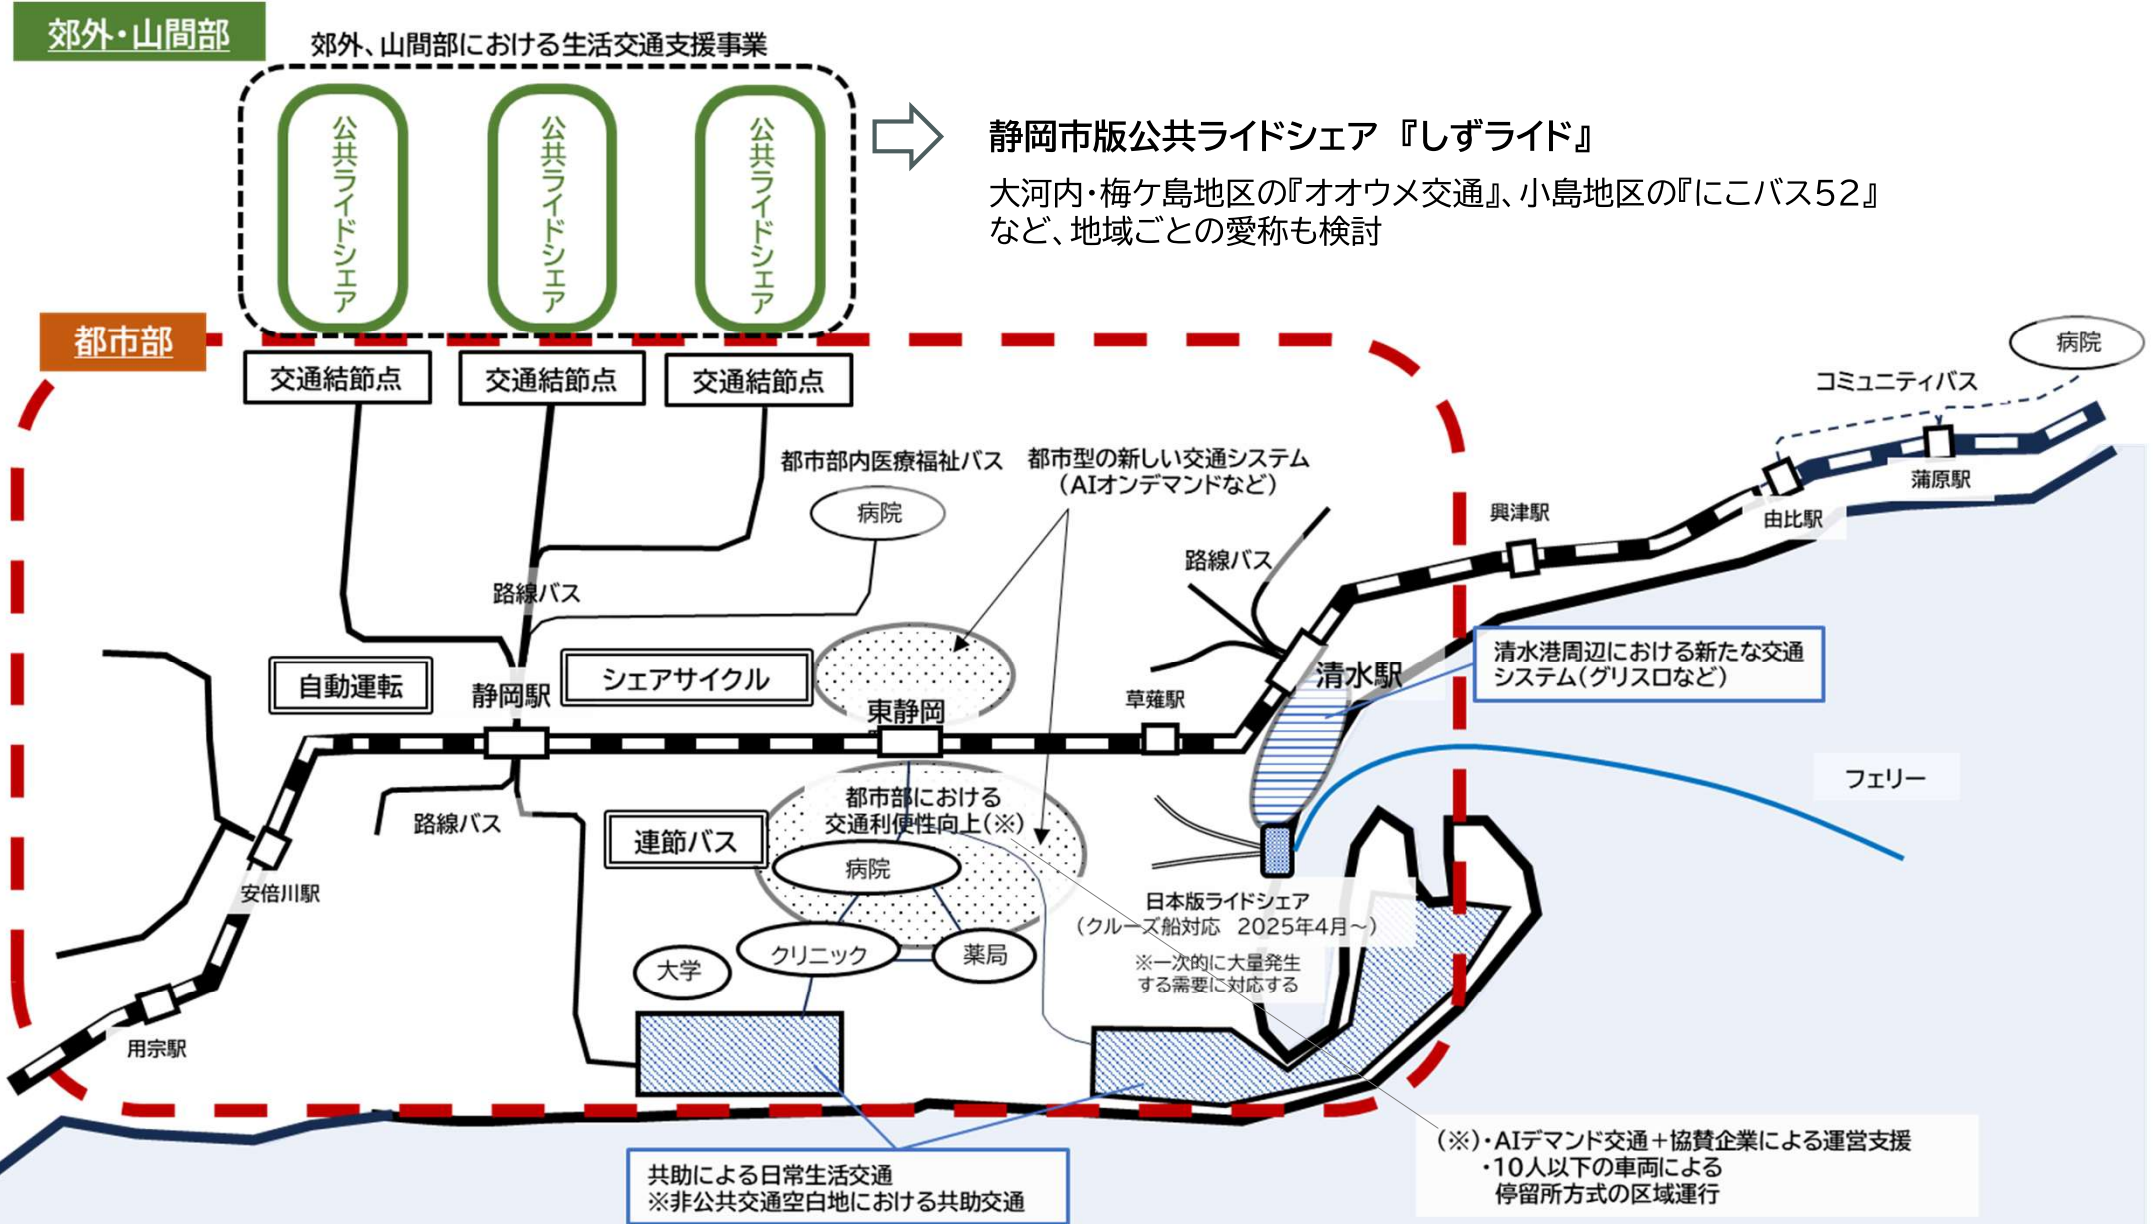 郊外・山間部
郊外、山間部における生活交通支援事業
公共ライドシェア
公共ライドシェア
公共ライドシェア
静岡市版公共ライドシェア『しずライド』
大河内・梅ケ島地区の『オオウメ交通』、小島地区の『にこバス52』
など、地域ごとの愛称も検討
都市部
交通結節点
交通結節点
交通結節点
病院
コミュニティバス
蒲原駅
由比駅
興津駅
都市部内医療福祉バス
病院
都市型の新しい交通システム
（AIオンデマンドなど）
路線バス
路線バス
自動運転
静岡駅
シェアサイクル
東静岡
草薙駅
清水駅
清水港周辺における新たな交通
システム（グリスロなど）
フェリー
路線バス
連節バス
都市部における
交通利便性向上（※）
病院
クリニック
薬局
大学
安倍川駅
用宗駅
日本版ライドシェア
（クルーズ船対応　2025年4月～）
※一次的に大量発生
する需要に対応する
共助による日常生活交通
※非公共交通空白地における共助交通
（※）・AIデマンド交通＋協賛企業による運営支援
・10人以下の車両による
停留所方式の区域運行